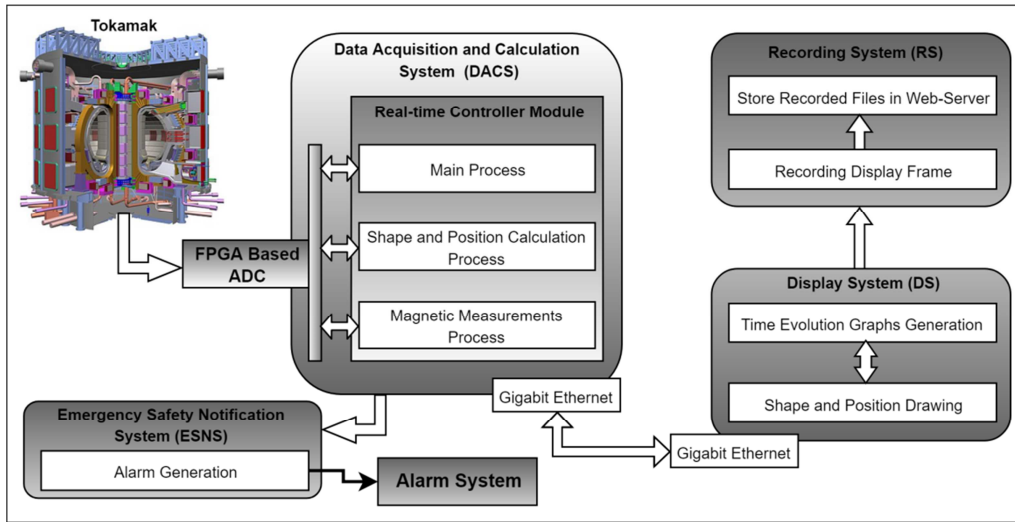 Tokamak
Data Acquisition and Calculation
System (DACS)
Real-time Controller Module
Main Process
Shape and Position Calculation
Process
Magnetic Measurements
Process
FPGA Based
ADC
Gigabit Ethernet
Emergency Safety Notification
System (ESNS)
Alarm Generation
Alarm System
Recording System (RS)
Store Recorded Files in Web-Server
Recording Display Frame
Display System (DS)
Time Evolution Graphs Generation
Shape and Position Drawing
Gigabit Ethernet